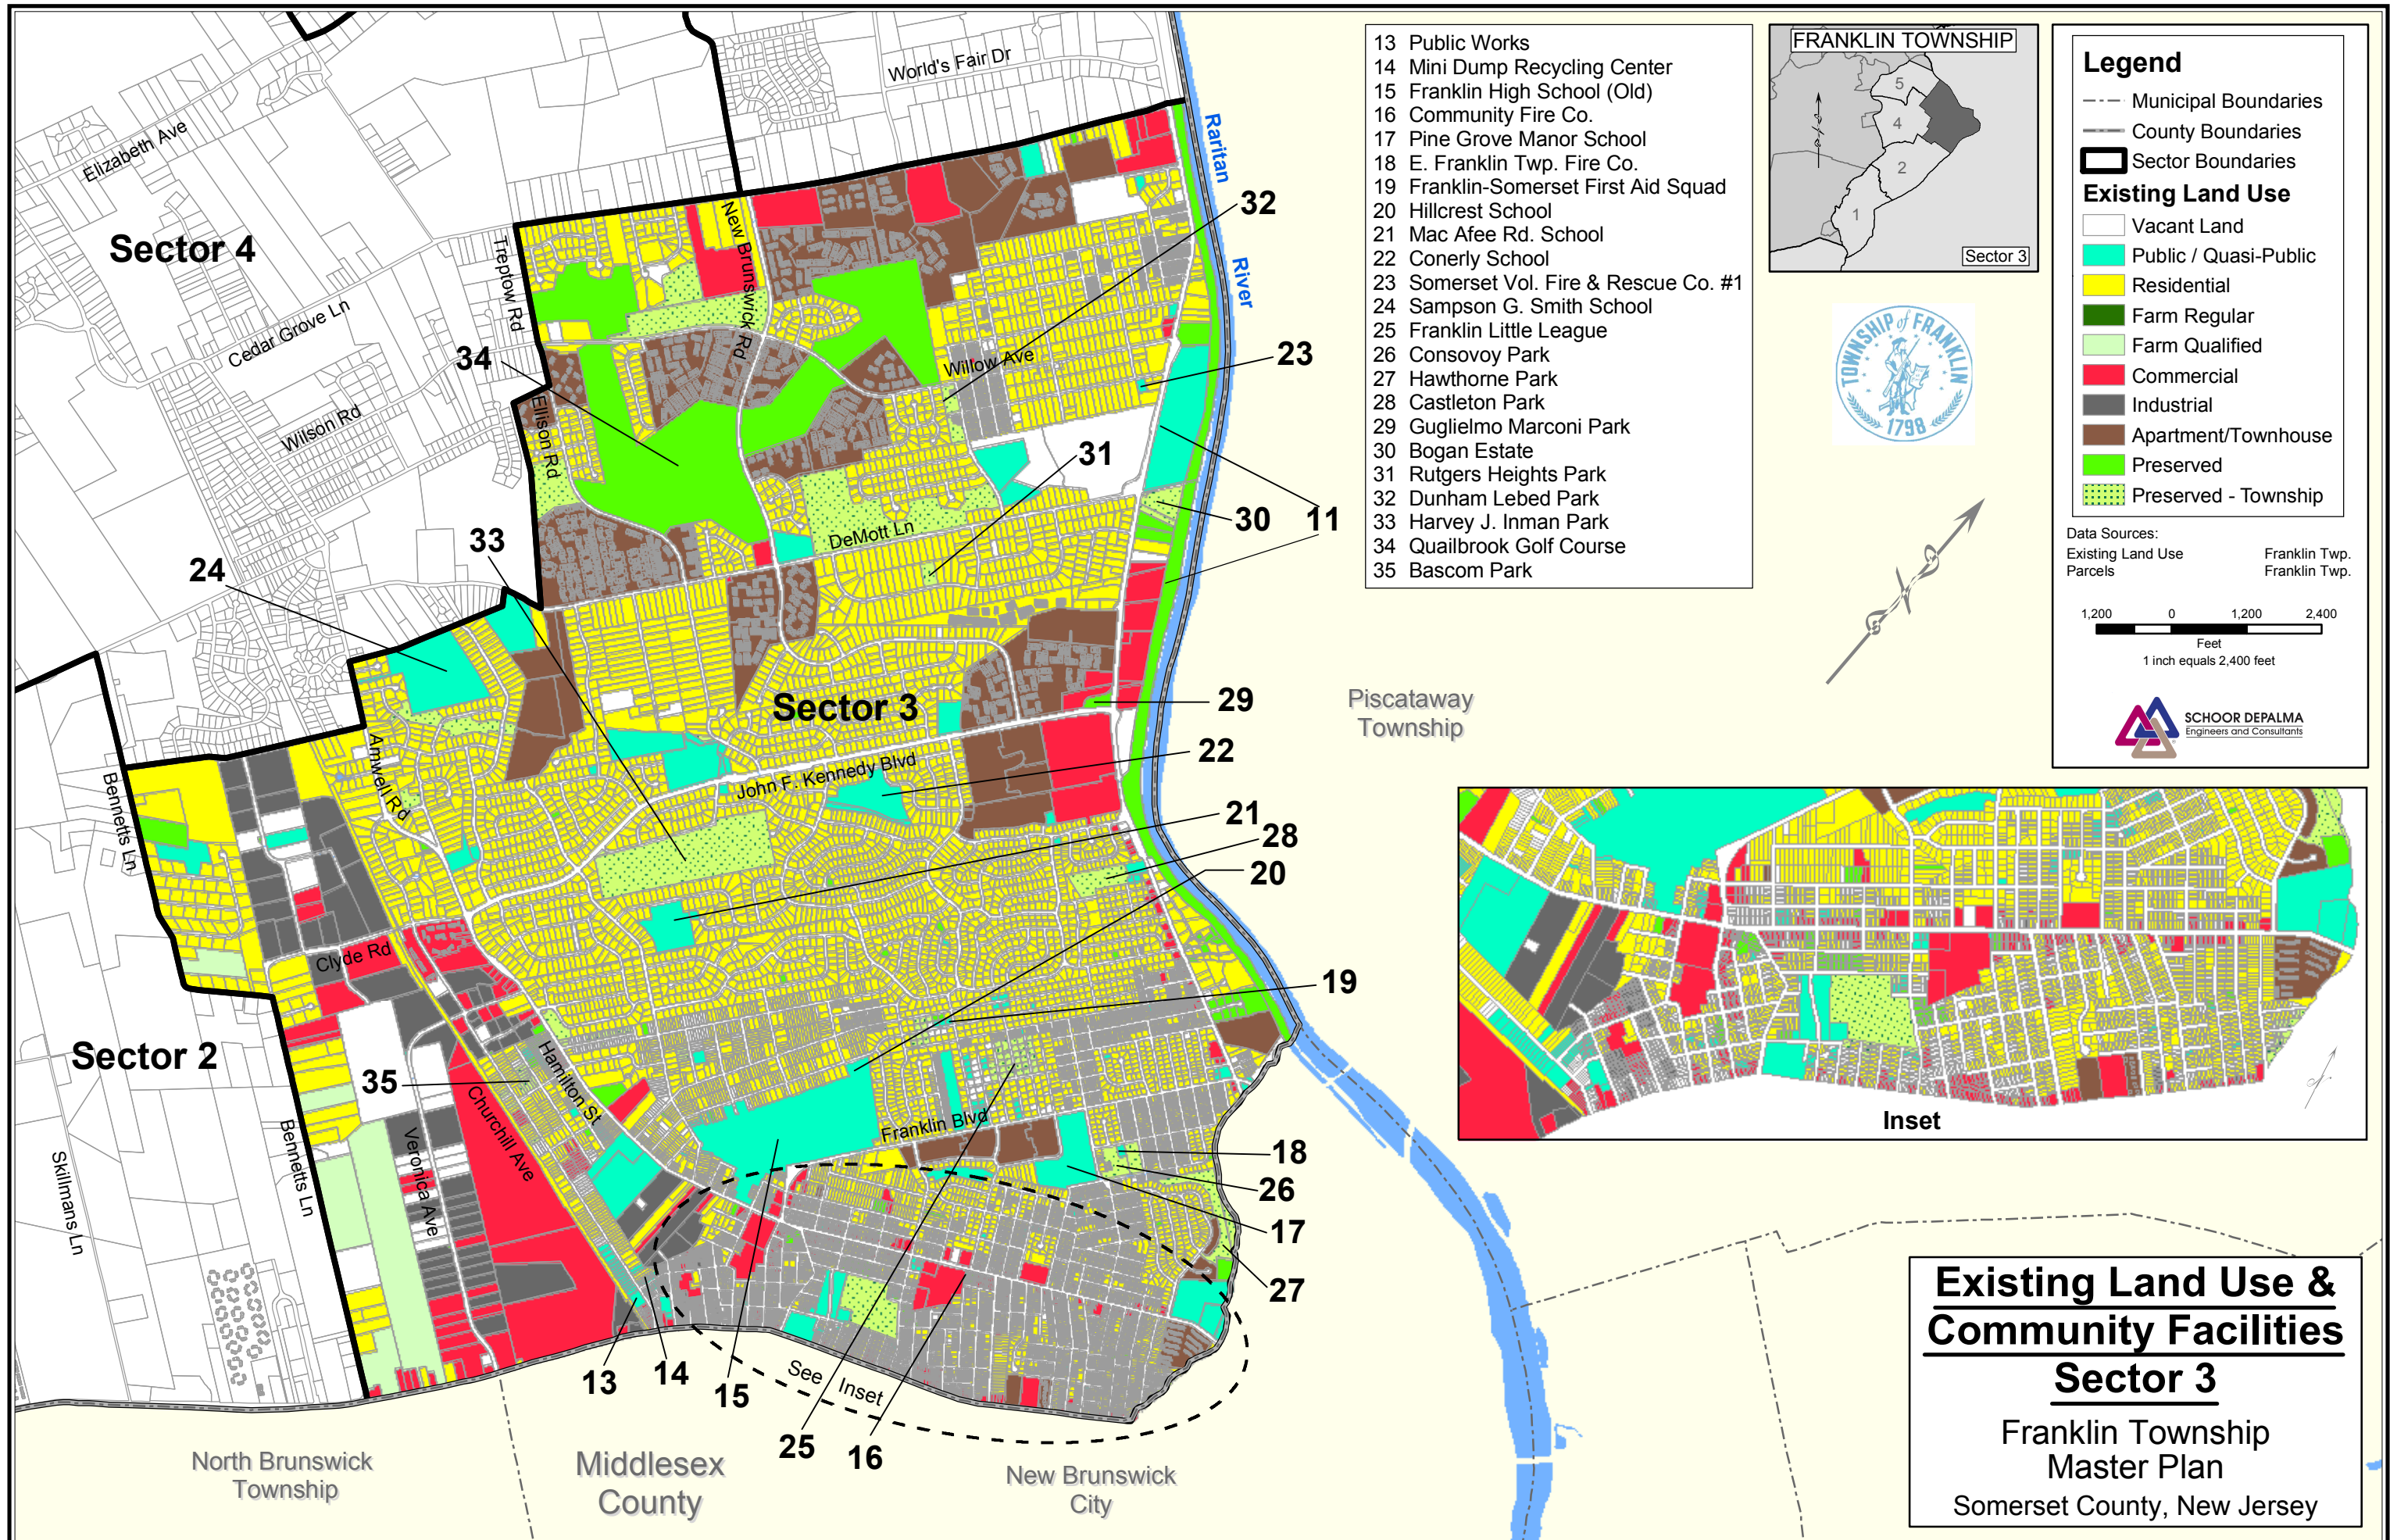 World's Fair Dr
Elizabeth Ave
Raritan
River
Sector 4
Treptow Rd
New Brunswick Rd
Cedar Grove Ln
Wilson Rd
Ellison Rd
Willow Ave
32
34
23
31
DeMott Ln
30
11
33
24
Sector 3
29
22
John F. Kennedy Blvd
Amwell Rd
Bennetts Ln
21
28
20
Clyde Rd
19
Sector 2
35
Hamilton St
Churchill Ave
Franklin Blvd
Veronica Ave
Bennetts Ln
Skillmans Ln
18
26
17
27
13
14
15
See Inset
25
16
Piscataway
Township
North Brunswick
Township
Middlesex
County
New Brunswick
City
13 Public Works
14 Mini Dump Recycling Center
15 Franklin High School (Old)
16 Community Fire Co.
17 Pine Grove Manor School
18 E. Franklin Twp. Fire Co.
19 Franklin-Somerset First Aid Squad
20 Hillcrest School
21 Mac Afee Rd. School
22 Conerly School
23 Somerset Vol. Fire & Rescue Co. #1
24 Sampson G. Smith School
25 Franklin Little League
26 Consovoy Park
27 Hawthorne Park
28 Castleton Park
29 Guglielmo Marconi Park
30 Bogan Estate
31 Rutgers Heights Park
32 Dunham Lebed Park
33 Harvey J. Inman Park
34 Quailbrook Golf Course
35 Bascom Park
FRANKLIN TOWNSHIP
5
4
2
1
Sector 3
TOWNSHIP of FRANKLIN
1798
Legend
Municipal Boundaries
County Boundaries
Sector Boundaries
Existing Land Use
Vacant Land
Public / Quasi-Public
Residential
Farm Regular
Farm Qualified
Commercial
Industrial
Apartment/Townhouse
Preserved
Preserved - Township
Data Sources:
Existing Land Use Franklin Twp.
Parcels Franklin Twp.
1,200 0 1,200 2,400
Feet
1 inch equals 2,400 feet
SCHOOR DEPALMA
Engineers and Consultants
Inset
Existing Land Use &
Community Facilities
Sector 3
Franklin Township
Master Plan
Somerset County, New Jersey